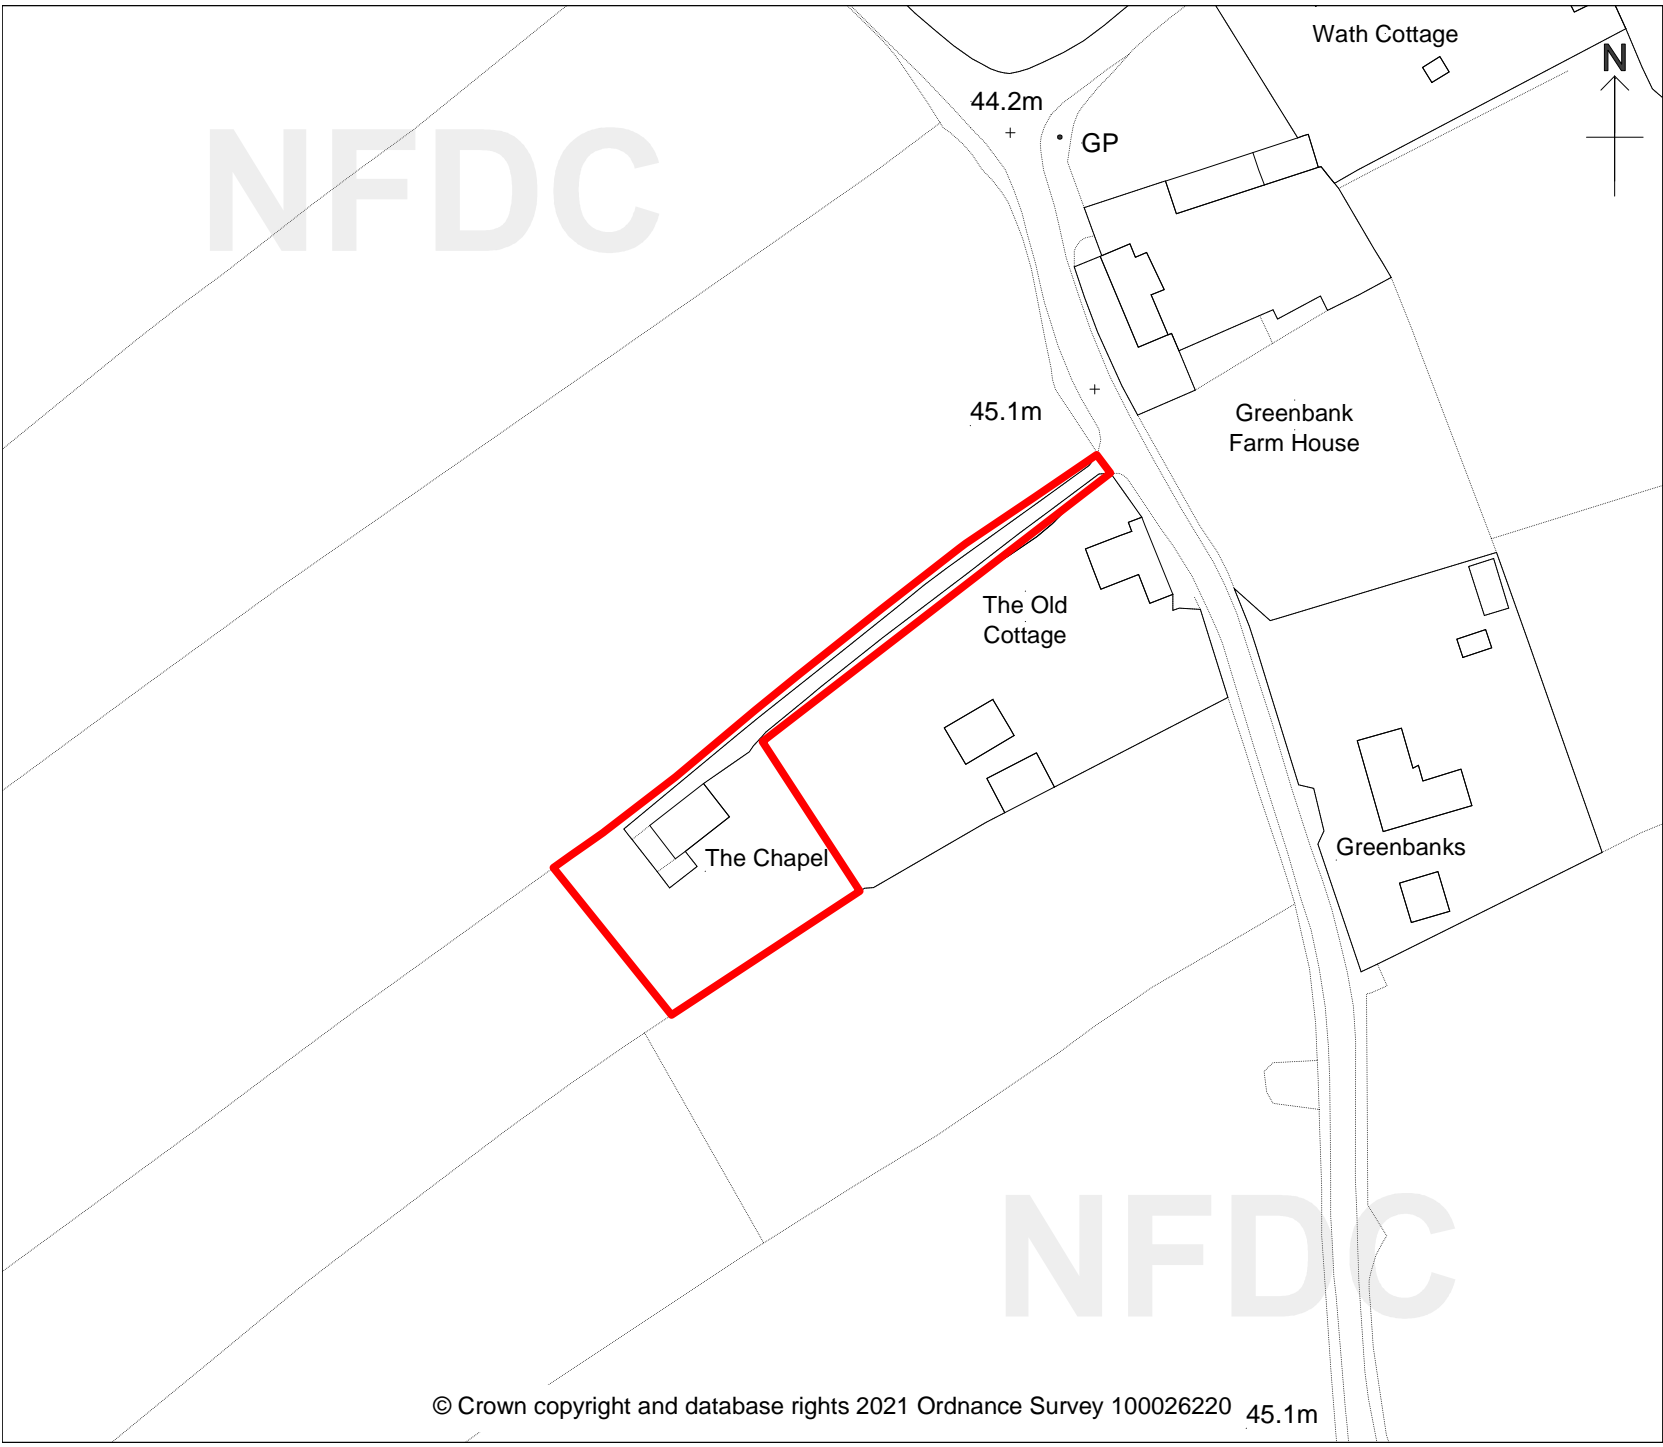 Wath Cottage
N
44.2m
GP
NFDC
45.1m
Greenbank
Farm House
The Old
Cottage
The Chapel
Greenbanks
NFDC
© Crown copyright and database rights 2021 Ordnance Survey 100026220
45.1m